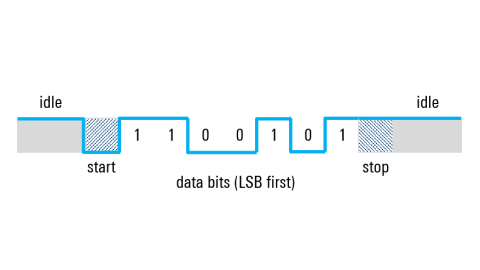 idle idle
1 1 0 0 1 0 1
start stop
data bits (LSB first)